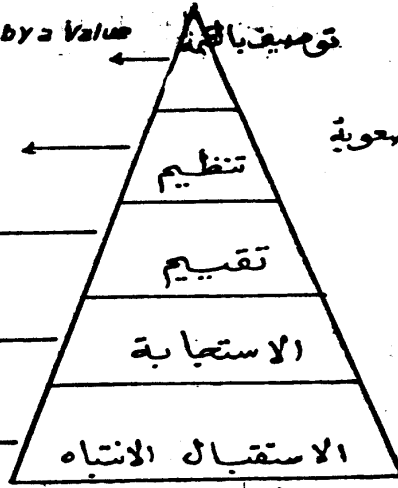 by a Value
توصيف بالقيمة
صعوبة
تنظيم
تقييم
الاستجابة
الاستقبال الانتباه